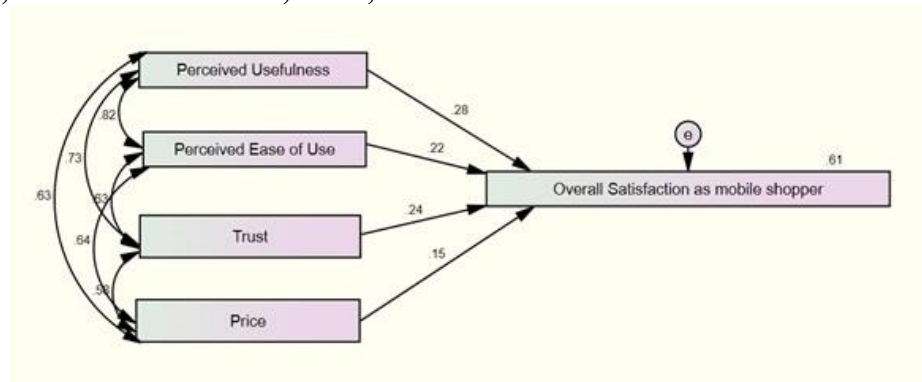 Perceived Usefulness
.28
.82
e
Perceived Ease of Use
.22
.73
.61
Overall Satisfaction as mobile shopper
.63
.63
.24
Trust
.64
.15
Price